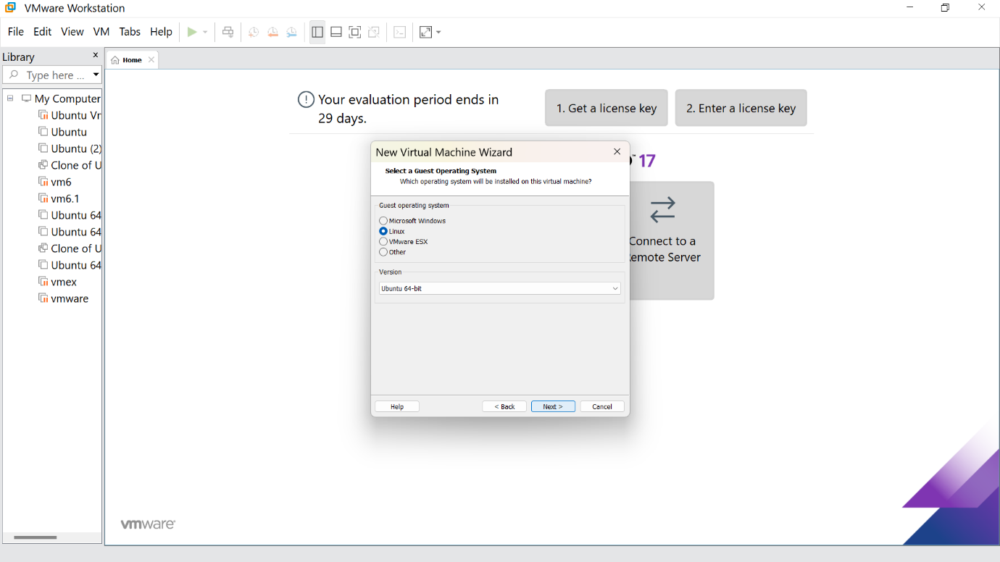 VMware Workstation
File Edit View VM Tabs Help
Library
Type here ...
My Computer
Ubuntu Vr
Ubuntu
Ubuntu (2)
Clone of U
vm6
vm6.1
Ubuntu 64
Ubuntu 64
Clone of U
Ubuntu 64
vmex
vmware
Home
Your evaluation period ends in
29 days.
1. Get a license key
2. Enter a license key
17
Connect to a
emote Server
New Virtual Machine Wizard
Select a Guest Operating System
Which operating system will be installed on this virtual machine?
Guest operating system
Microsoft Windows
Linux
VMware ESX
Other
Version
Ubuntu 64-bit
Help
< Back
Next >
Cancel
vmware